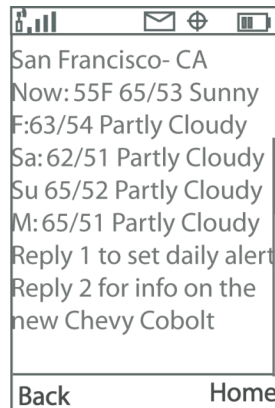 San Francisco- CA
Now: 55F 65/53 Sunny
F:63/54 Partly Cloudy
Sa: 62/51 Partly Cloudy
Su 65/52 Partly Cloudy
M: 65/51 Partly Cloudy
Reply 1 to set daily alert
Reply 2 for info on the
new Chevy Cobolt
Back Home